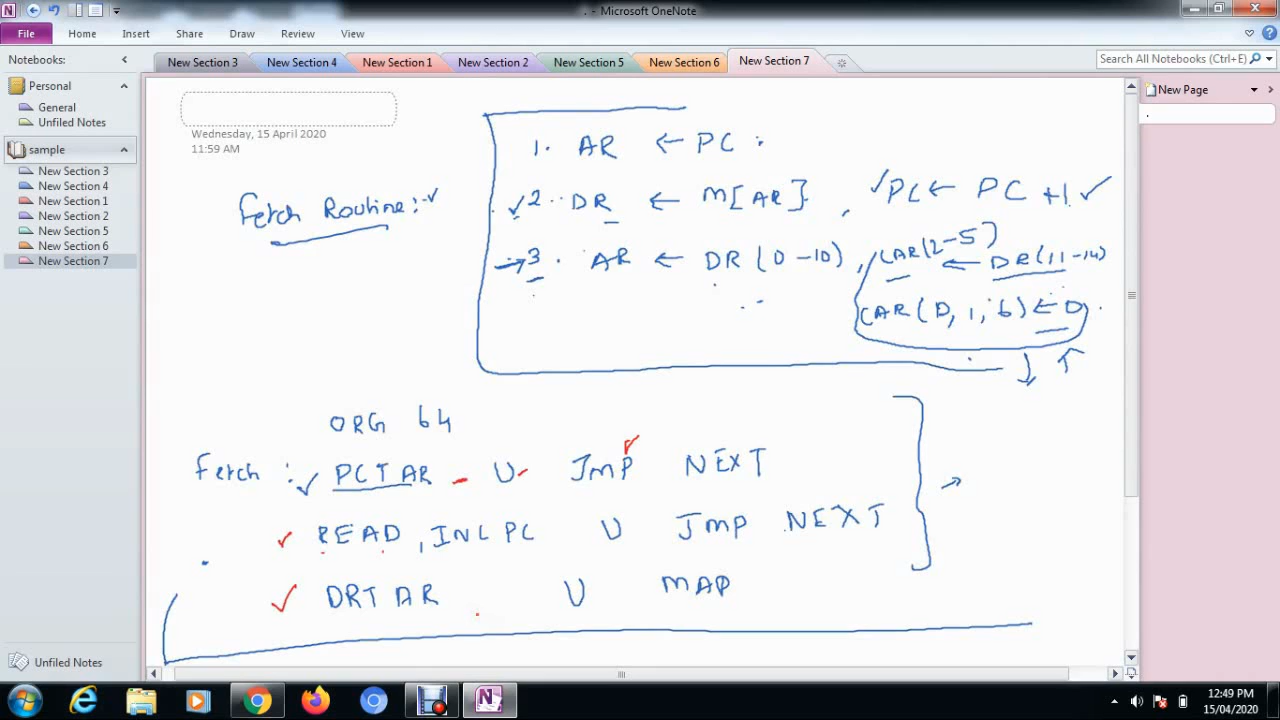 . - Microsoft OneNote
File Home Insert Share Draw Review View
Notebooks:
New Section 3 New Section 4 New Section 1 New Section 2 New Section 5 New Section 6 New Section 7
Search All Notebooks (Ctrl+E)
Personal
General
Unfiled Notes
sample
New Section 3
New Section 4
New Section 1
New Section 2
New Section 5
New Section 6
New Section 7
Unfiled Notes
New Page
.
Wednesday, 15 April 2020
11:59 AM
Fetch Routine:
1. AR ← PC :
2. DR ← M[AR], PC ← PC +1
3. AR ← DR (0-10), CAR(2-5) ← DR(11-14)
CAR(0,1,6) ← 0
ORG 64
Fetch : PCTAR U JMP NEXT
READ, INCPC U JMP NEXT
DRTAR U MAP
12:49 PM
15/04/2020